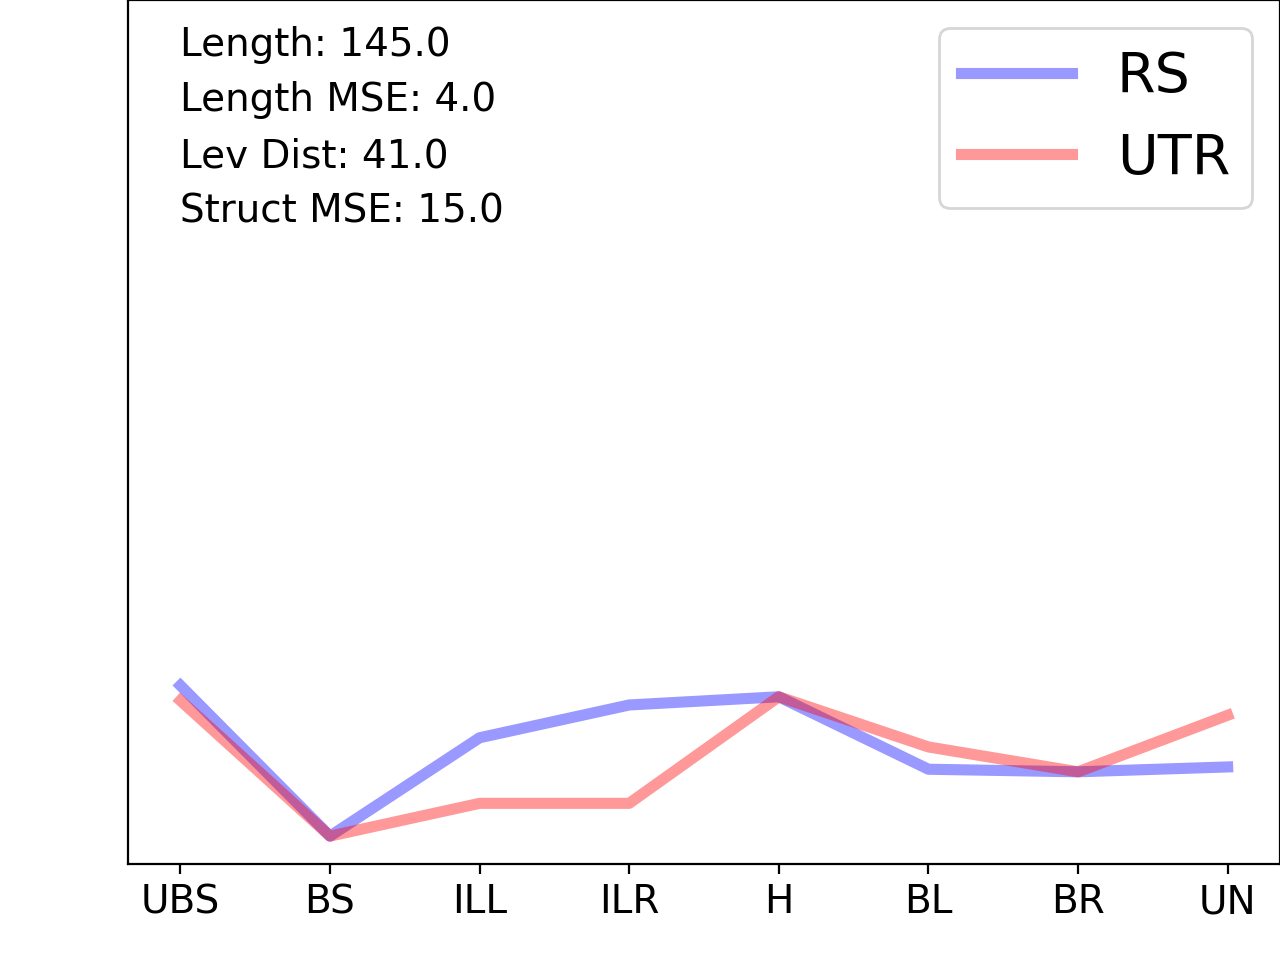 Length: 145.0
Length MSE: 4.0
Lev Dist: 41.0
Struct MSE: 15.0
RS
UTR
UBS BS ILL ILR H BL BR UN